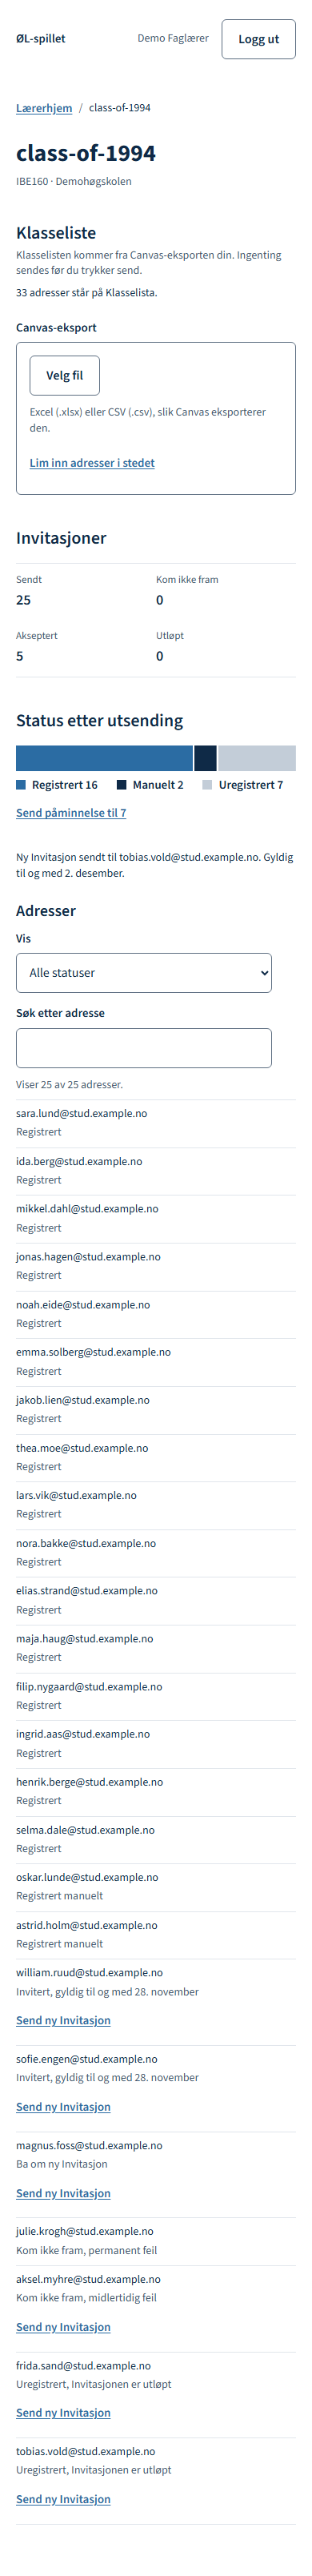 ØL-spillet
Demo Faglærer
Logg ut
Lærerhjem / class-of-1994
class-of-1994
IBE160 · Demohøgskolen
Klasseliste
Klasselisten kommer fra Canvas-eksporten din. Ingenting
sendes før du trykker send.
33 adresser står på Klasselista.
Canvas-eksport
Velg fil
Excel (.xlsx) eller CSV (.csv), slik Canvas eksporterer
den.
Lim inn adresser i stedet
Invitasjoner
Sendt
25
Kom ikke fram
0
Akseptert
5
Utløpt
0
Status etter utsending
Registrert 16
Manuelt 2
Uregistrert 7
Send påminnelse til 7
Ny Invitasjon sendt til tobias.vold@stud.example.no. Gyldig
til og med 2. desember.
Adresser
Vis
Alle statuser
Søk etter adresse
Viser 25 av 25 adresser.
sara.lund@stud.example.no
Registrert
ida.berg@stud.example.no
Registrert
mikkel.dahl@stud.example.no
Registrert
jonas.hagen@stud.example.no
Registrert
noah.eide@stud.example.no
Registrert
emma.solberg@stud.example.no
Registrert
jakob.lien@stud.example.no
Registrert
thea.moe@stud.example.no
Registrert
lars.vik@stud.example.no
Registrert
nora.bakke@stud.example.no
Registrert
elias.strand@stud.example.no
Registrert
maja.haug@stud.example.no
Registrert
filip.nygaard@stud.example.no
Registrert
ingrid.aas@stud.example.no
Registrert
henrik.berge@stud.example.no
Registrert
selma.dale@stud.example.no
Registrert
oskar.lunde@stud.example.no
Registrert manuelt
astrid.holm@stud.example.no
Registrert manuelt
william.ruud@stud.example.no
Invitert, gyldig til og med 28. november
Send ny Invitasjon
sofie.engen@stud.example.no
Invitert, gyldig til og med 28. november
Send ny Invitasjon
magnus.foss@stud.example.no
Ba om ny Invitasjon
Send ny Invitasjon
julie.krogh@stud.example.no
Kom ikke fram, permanent feil
aksel.myhre@stud.example.no
Kom ikke fram, midlertidig feil
Send ny Invitasjon
frida.sand@stud.example.no
Uregistrert, Invitasjonen er utløpt
Send ny Invitasjon
tobias.vold@stud.example.no
Uregistrert, Invitasjonen er utløpt
Send ny Invitasjon